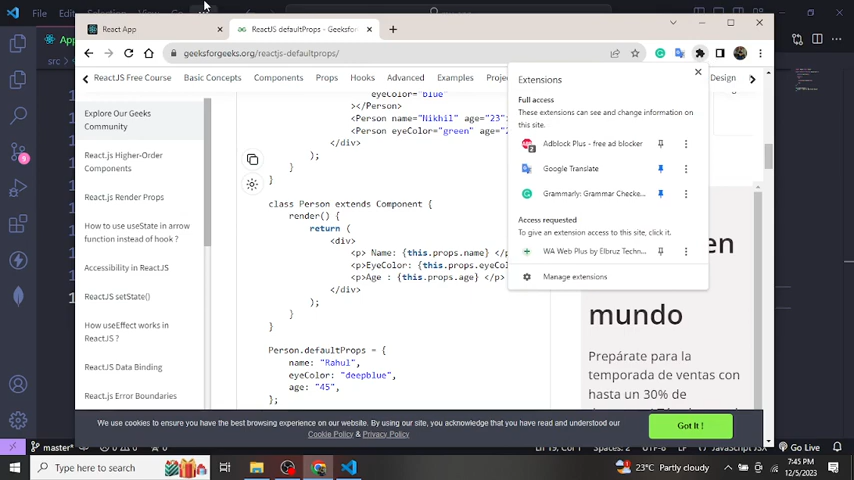 File Edit
React App
ReactJS defaultProps - Geeksfor
geeksforgeeks.org/reactjs-defaultprops/
ReactJS Free Course Basic Concepts Components Props Hooks Advanced Examples Proje Design
Explore Our Geeks
Community
React.js Higher-Order
Components
React.js Render Props
How to use useState in arrow
function instead of hook ?
Accessibility in ReactJS
ReactJS setState()
How useEffect works in
ReactJS ?
ReactJS Data Binding
React.js Error Boundaries
eyeColor="blue"
></Person>
<Person name="Nikhil" age="23"
<Person eyeColor="green" age="2
</div>
);
}
}
class Person extends Component {
render() {
return (
<div>
<p> Name: {this.props.name} </p
<p>EyeColor: {this.props.eyeCol
<p>Age : {this.props.age} </p>
</div>
);
}
}
Person.defaultProps = {
name: "Rahul",
eyeColor: "deepblue",
age: "45",
};
Extensions
Full access
These extensions can see and change information on
this site.
Adblock Plus - free ad blocker
2
Google Translate
Grammarly: Grammar Checke...
Access requested
To give an extension access to this site, click it.
WA Web Plus by Elbruz Techn...
Manage extensions
en
mundo
Prepárate para la
temporada de ventas con
hasta un 30% de
We use cookies to ensure you have the best browsing experience on our website. By using our site, you acknowledge that you have read and understood our
Cookie Policy & Privacy Policy
Got It !
9
master*
Go Live
Type here to search
23°C Partly cloudy
7:45 PM
12/5/2023